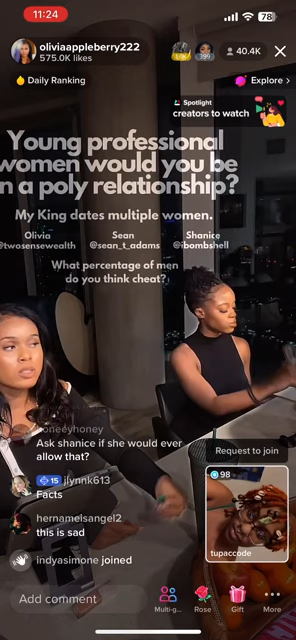 11:24
78
oliviaappleberry222
575.0K likes
399
40.4K
Daily Ranking
Explore >
Spotlight
creators to watch
Young professional
women would you be
n a poly relationship?
My King dates multiple women.
Olivia Sean Shanice
@twosensewealth @sean_t_adams @ibombshell
What percentage of men
do you think cheat?
honeeyhoney
Ask shanice if she would ever
allow that?
15 jlynnk613
Facts
hernameisangel2
this is sad
indyasimone joined
Request to join
98
tupaccode
Add comment
Multi-g...
Rose
Gift
More